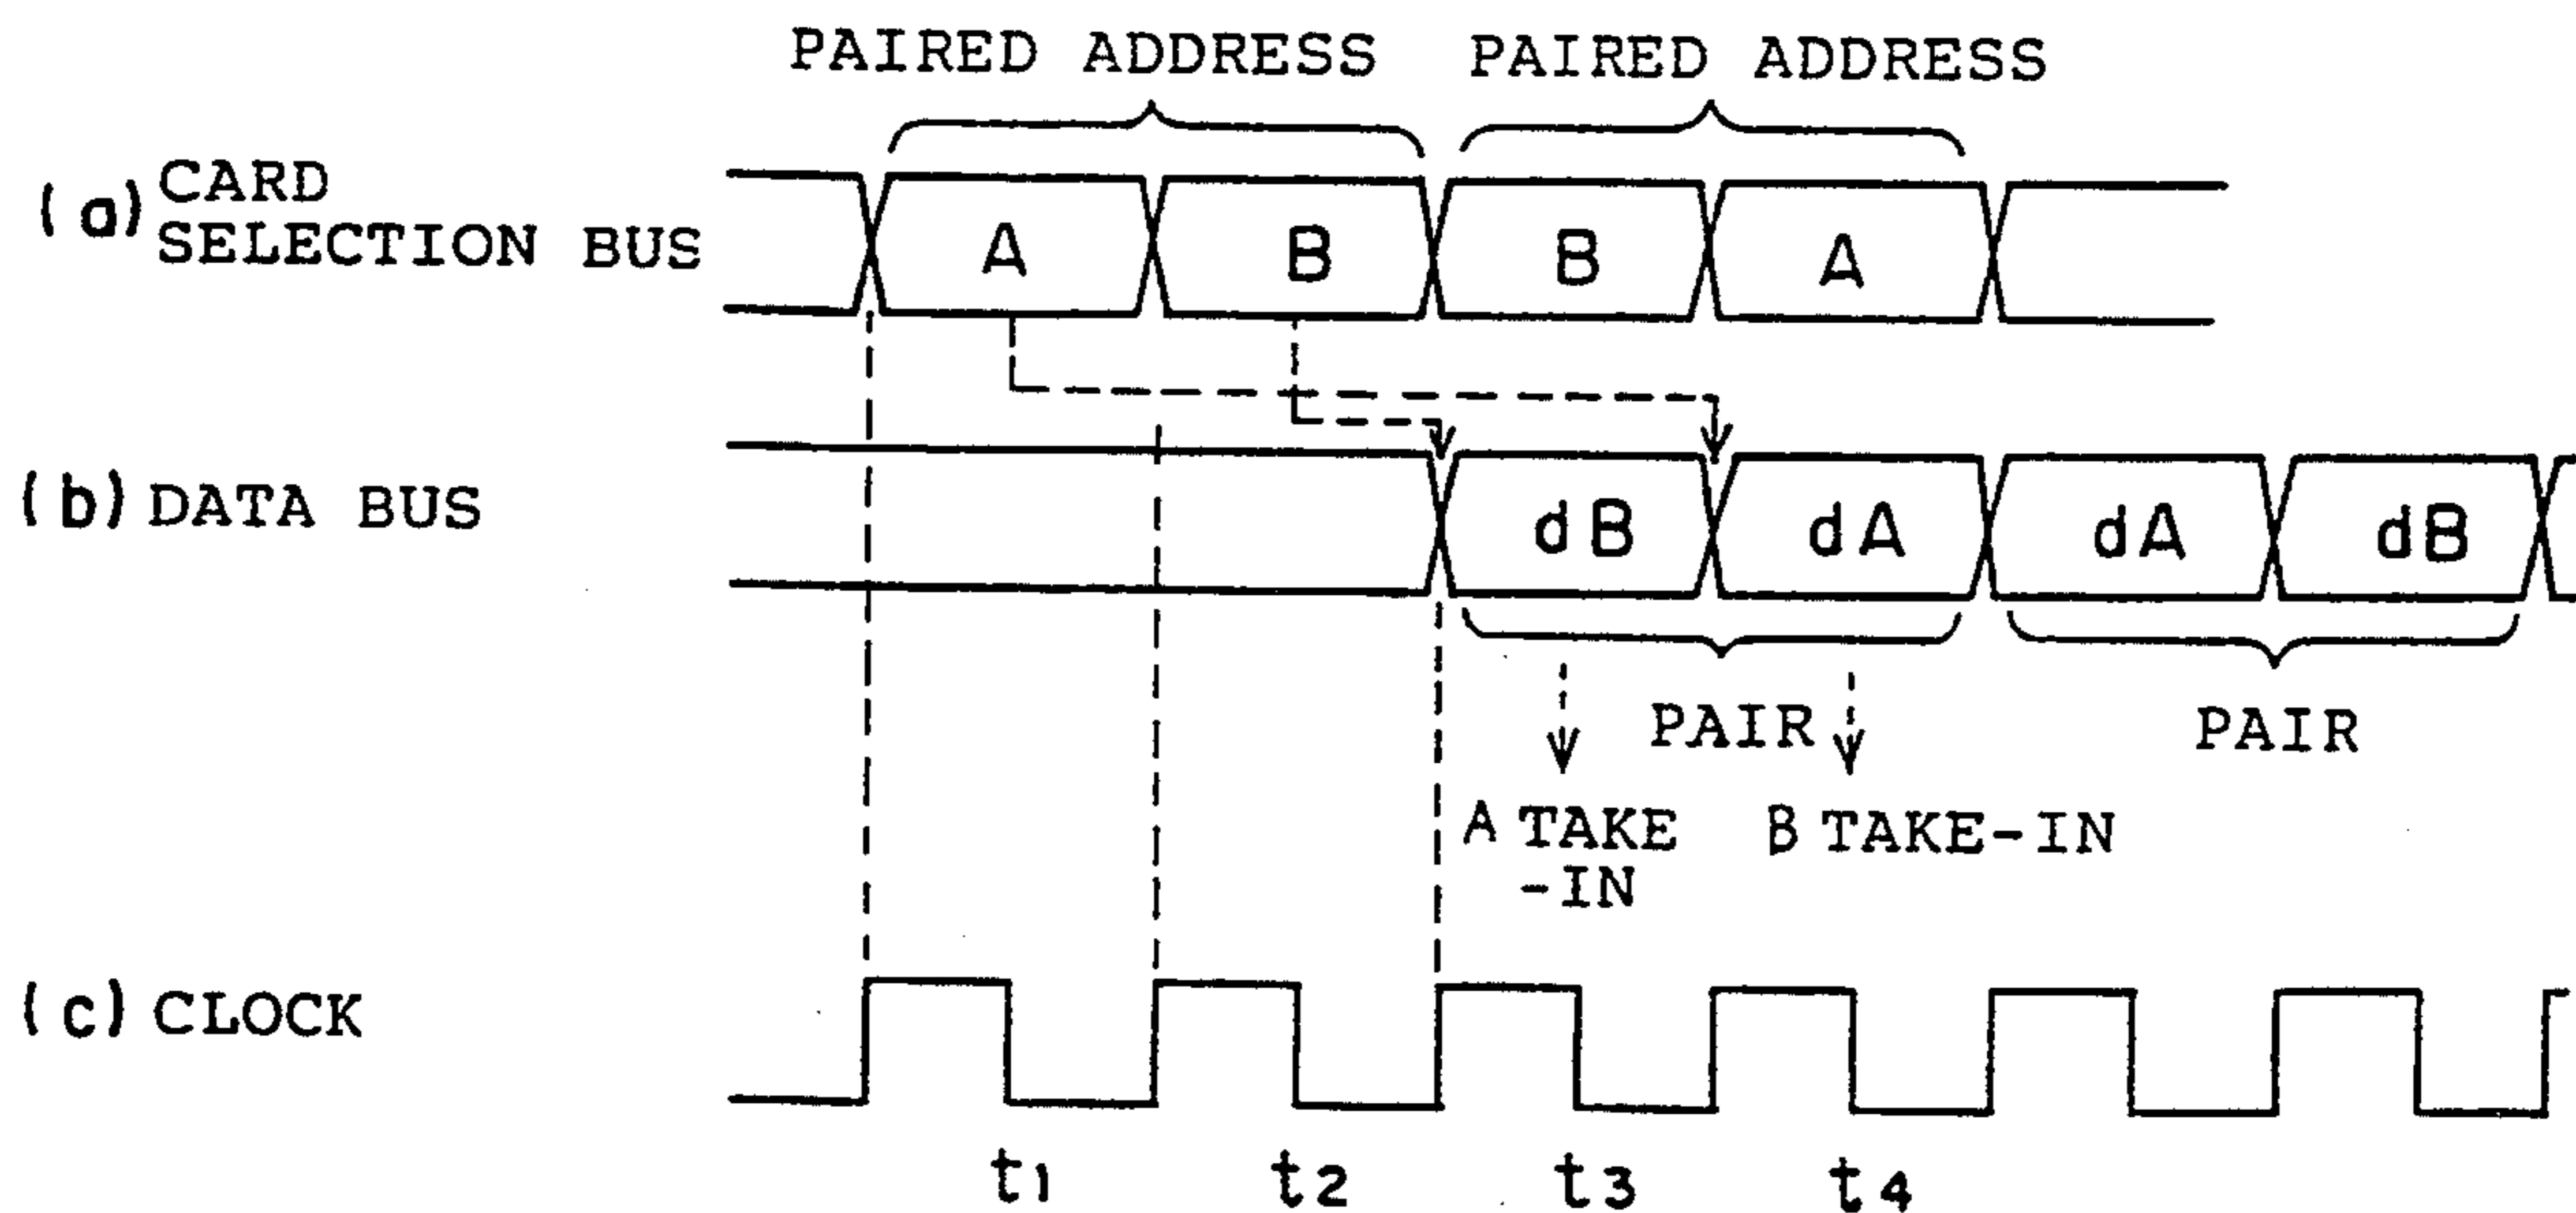 PAIRED ADDRESS PAIRED ADDRESS
(a) CARD
SELECTION BUS
A B B A
(b) DATA BUS
dB dA dA dB
PAIR PAIR
A TAKE
-IN
B TAKE-IN
(c) CLOCK
t1 t2 t3 t4